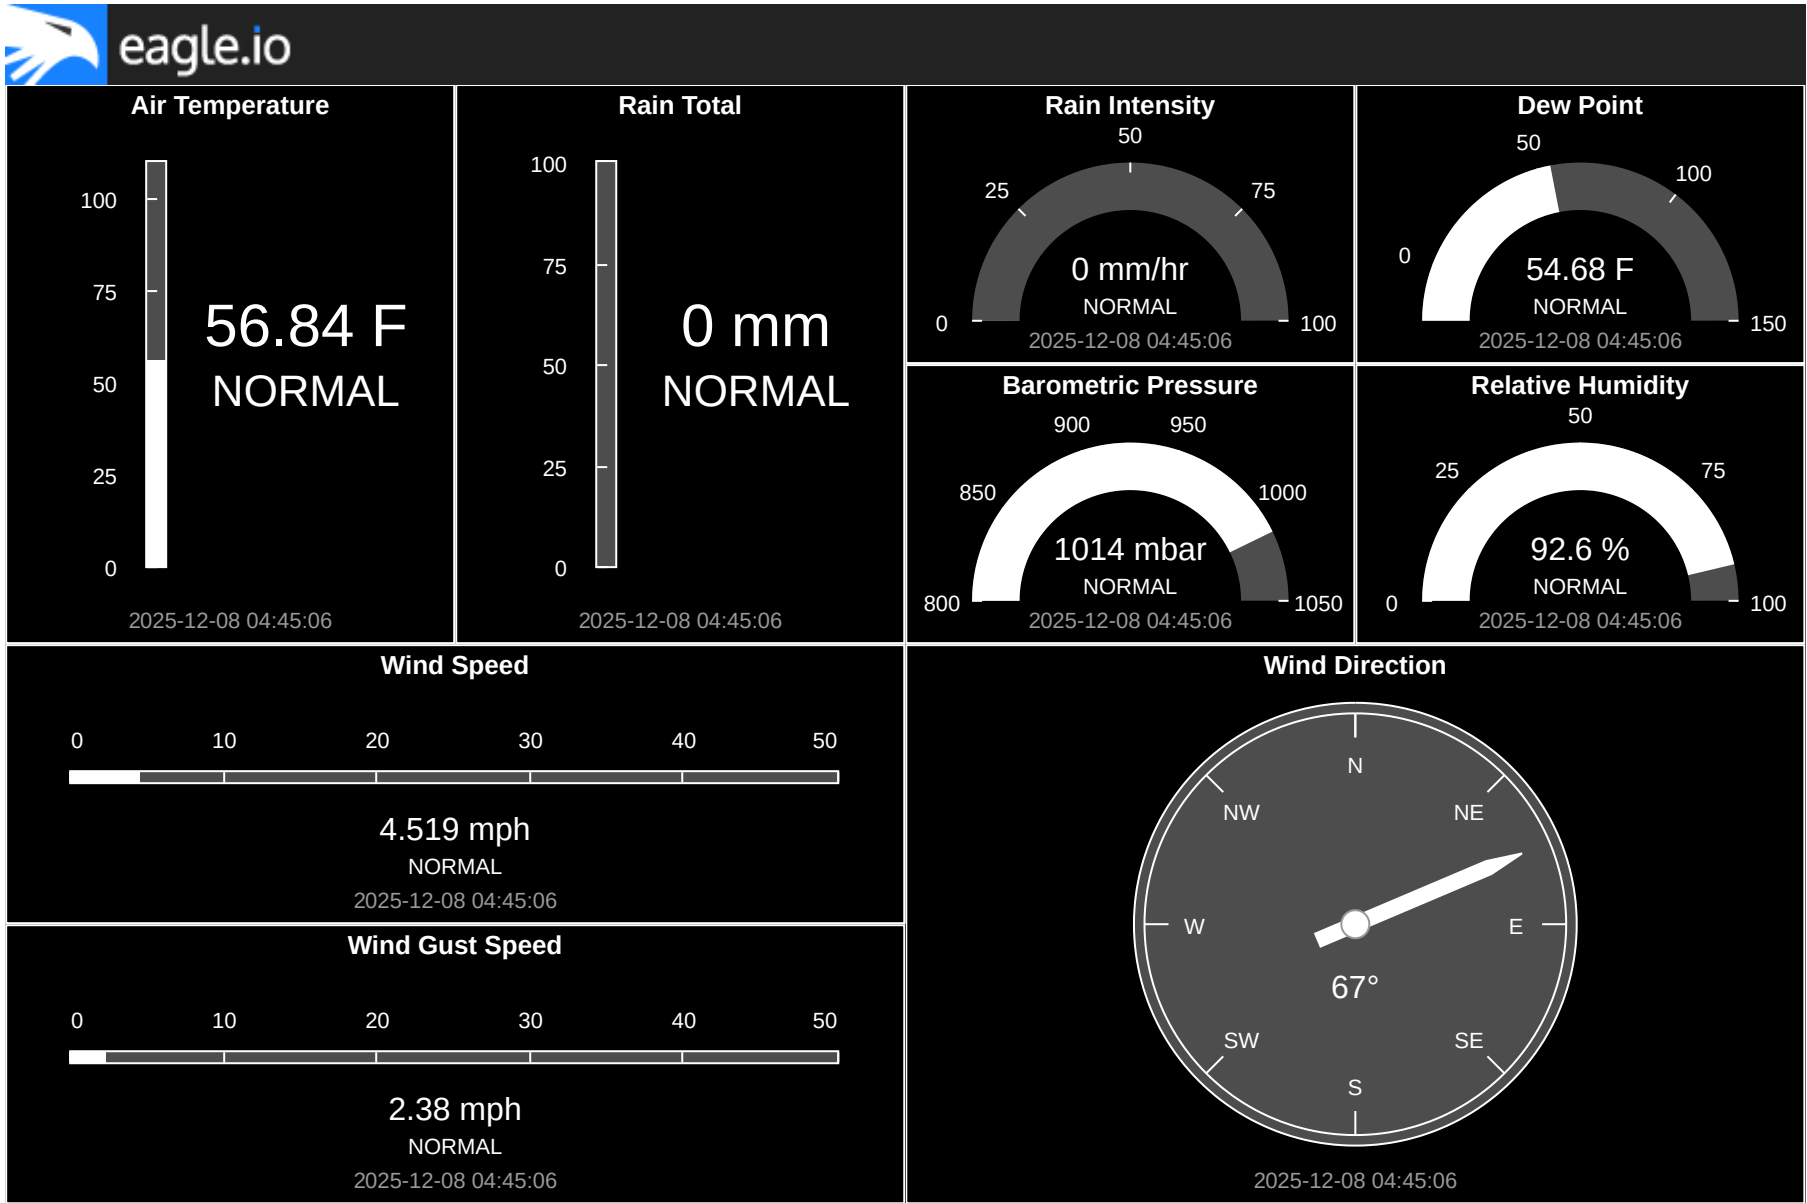 eagle.io
Air Temperature
100
75
50
25
0
56.84 F
NORMAL
2025-12-08 04:45:06
Rain Total
100
75
50
25
0
0 mm
NORMAL
2025-12-08 04:45:06
Rain Intensity
50
25
75
0
100
0 mm/hr
NORMAL
2025-12-08 04:45:06
Dew Point
50
100
0
150
54.68 F
NORMAL
2025-12-08 04:45:06
Barometric Pressure
900
950
850
1000
800
1050
1014 mbar
NORMAL
2025-12-08 04:45:06
Relative Humidity
50
25
75
0
100
92.6 %
NORMAL
2025-12-08 04:45:06
Wind Speed
0 10 20 30 40 50
4.519 mph
NORMAL
2025-12-08 04:45:06
Wind Gust Speed
0 10 20 30 40 50
2.38 mph
NORMAL
2025-12-08 04:45:06
Wind Direction
N
NW
NE
W
E
67°
SW
SE
S
2025-12-08 04:45:06